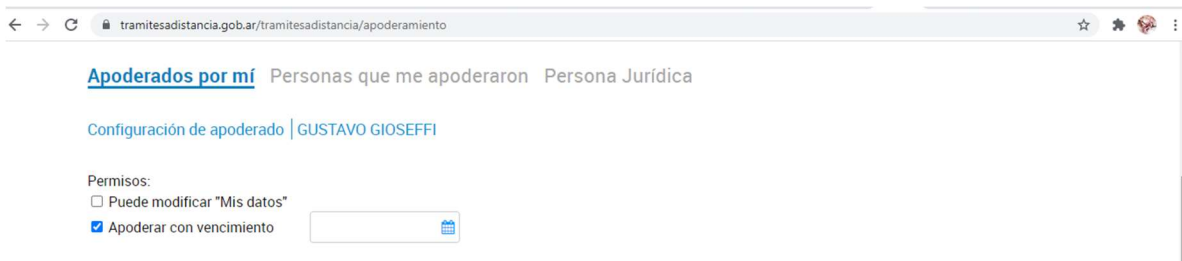 tramitesadistancia.gob.ar/tramitesadistancia/apoderamiento
Apoderados por mí Personas que me apoderaron Persona Jurídica
Configuración de apoderado | GUSTAVO GIOSEFFI
Permisos:
Puede modificar "Mis datos"
Apoderar con vencimiento